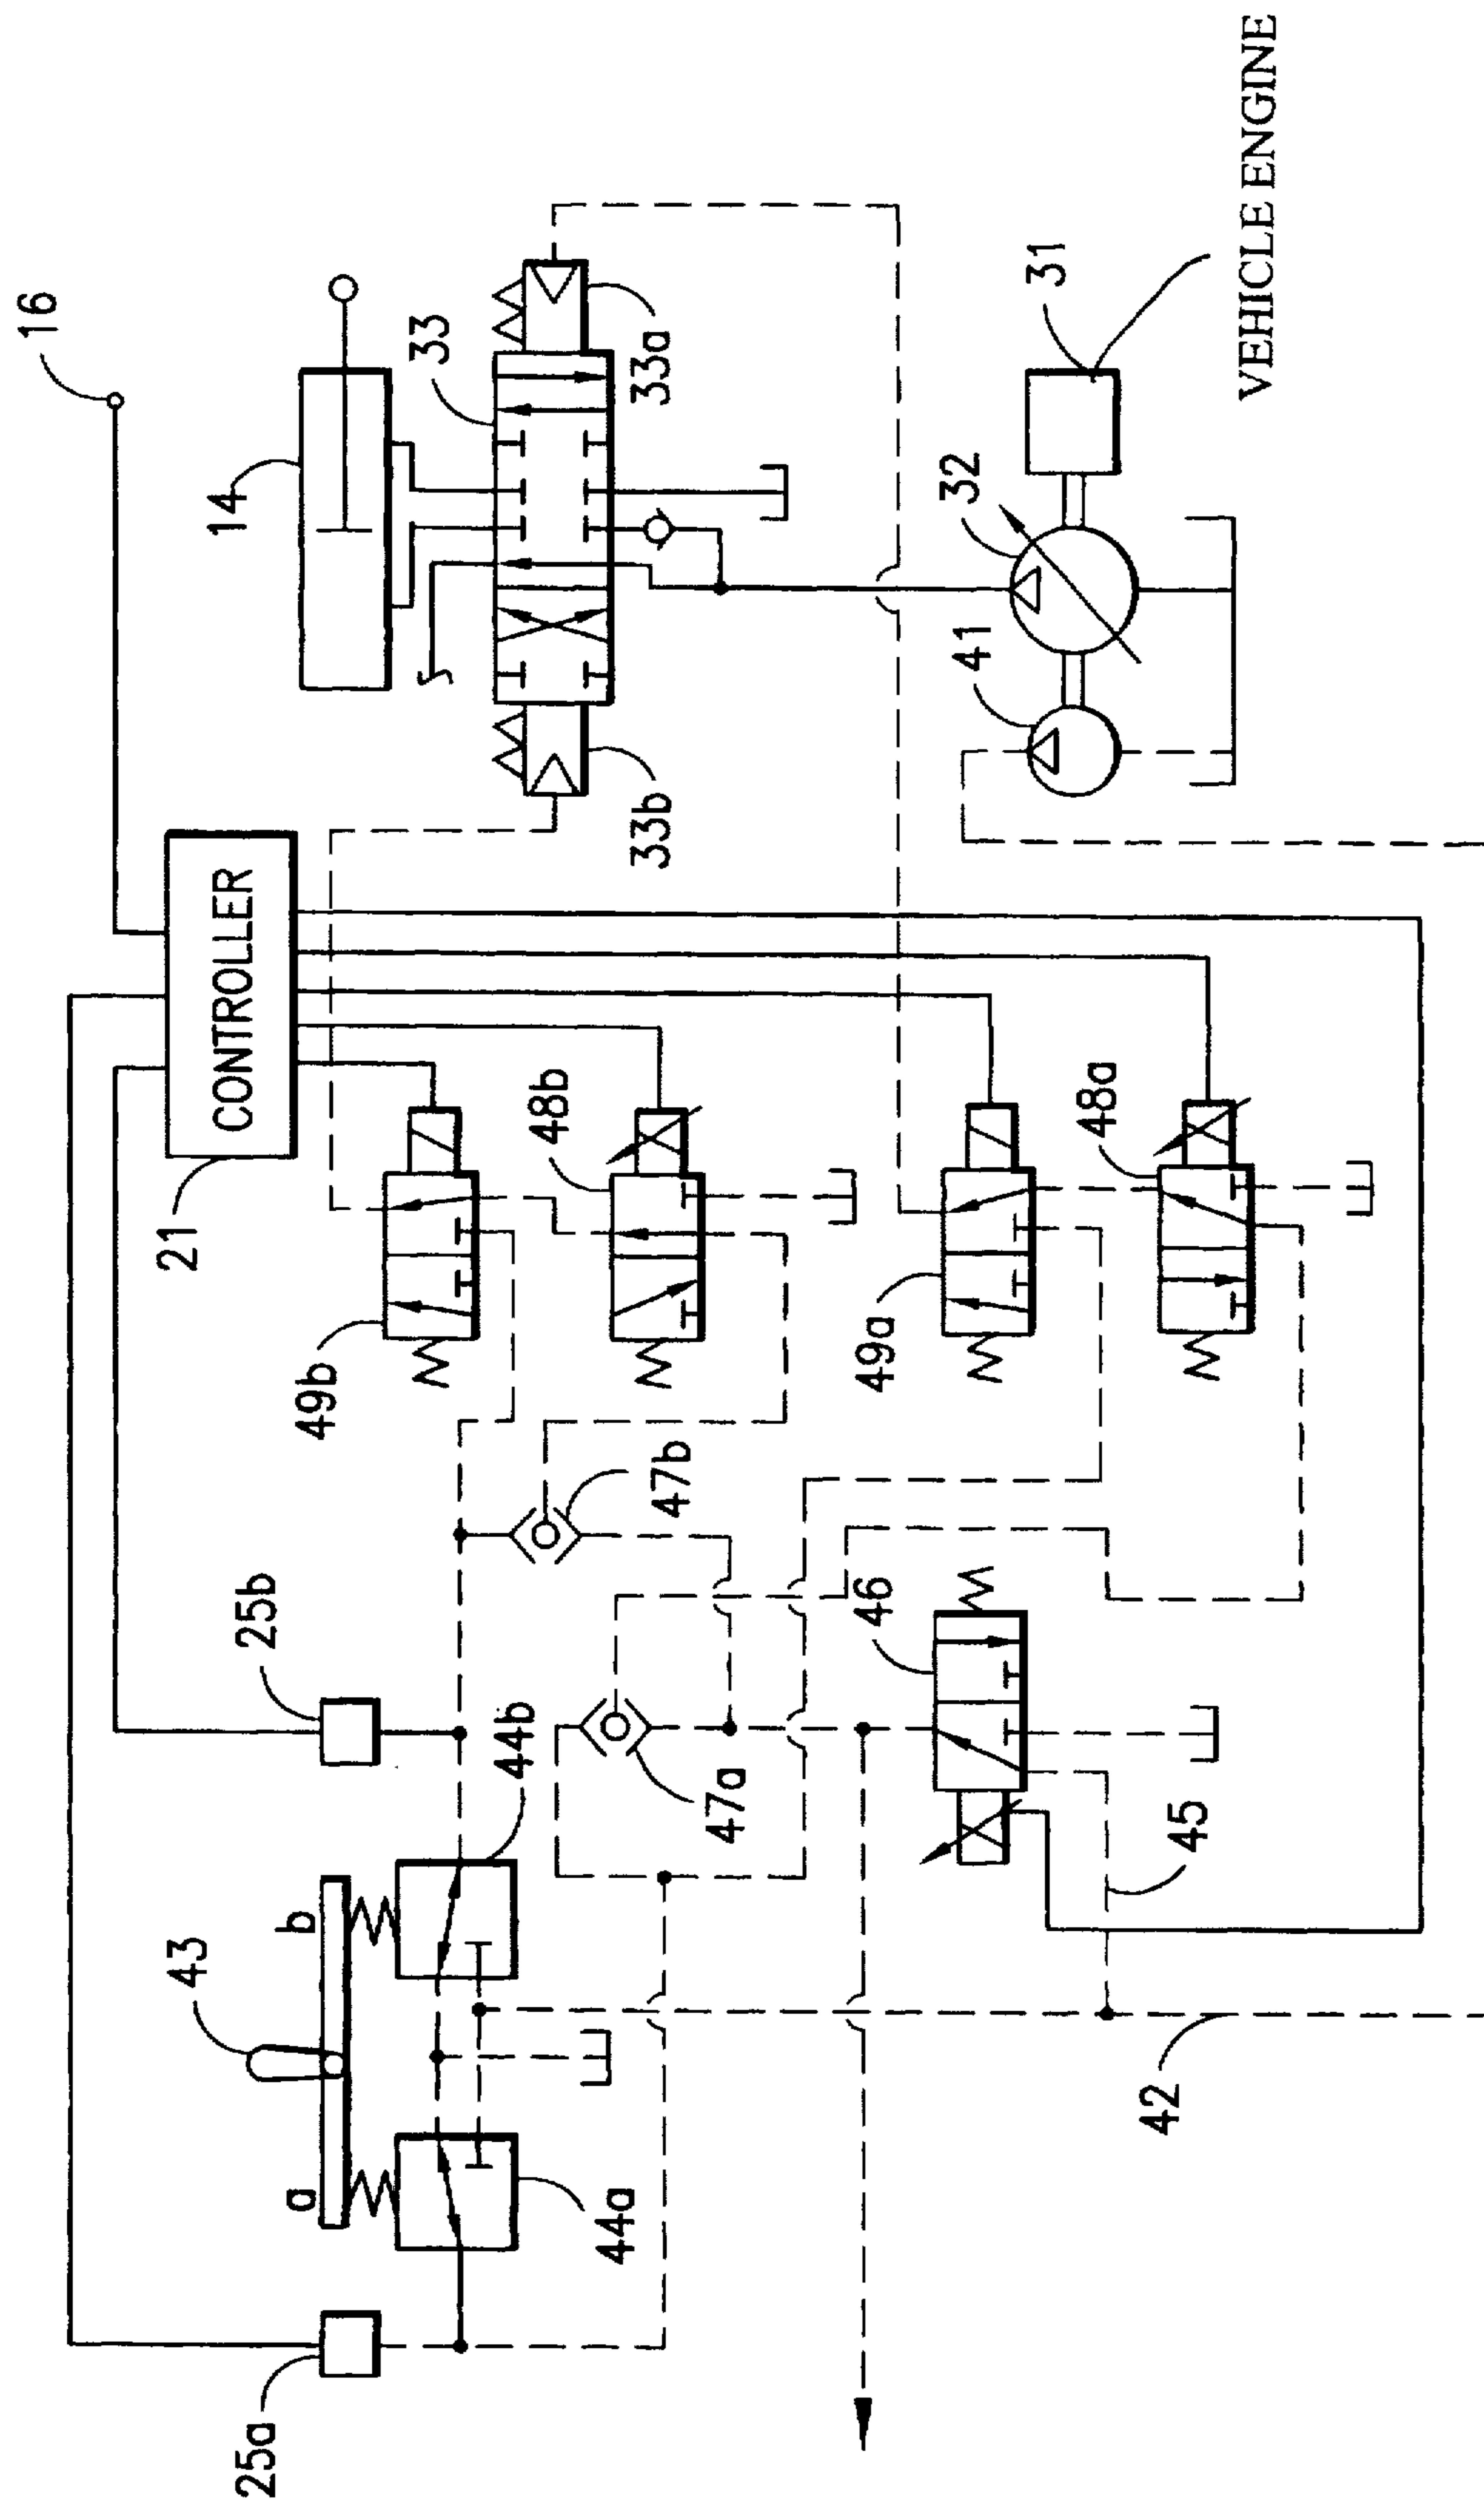 16
14
33
33a
33b
31
32
41
VEHICLE ENGINE
CONTROLLER
21
48b
49b
48a
49a
47b
47a
46
25b
44b
45
43
b
a
44a
42
25a